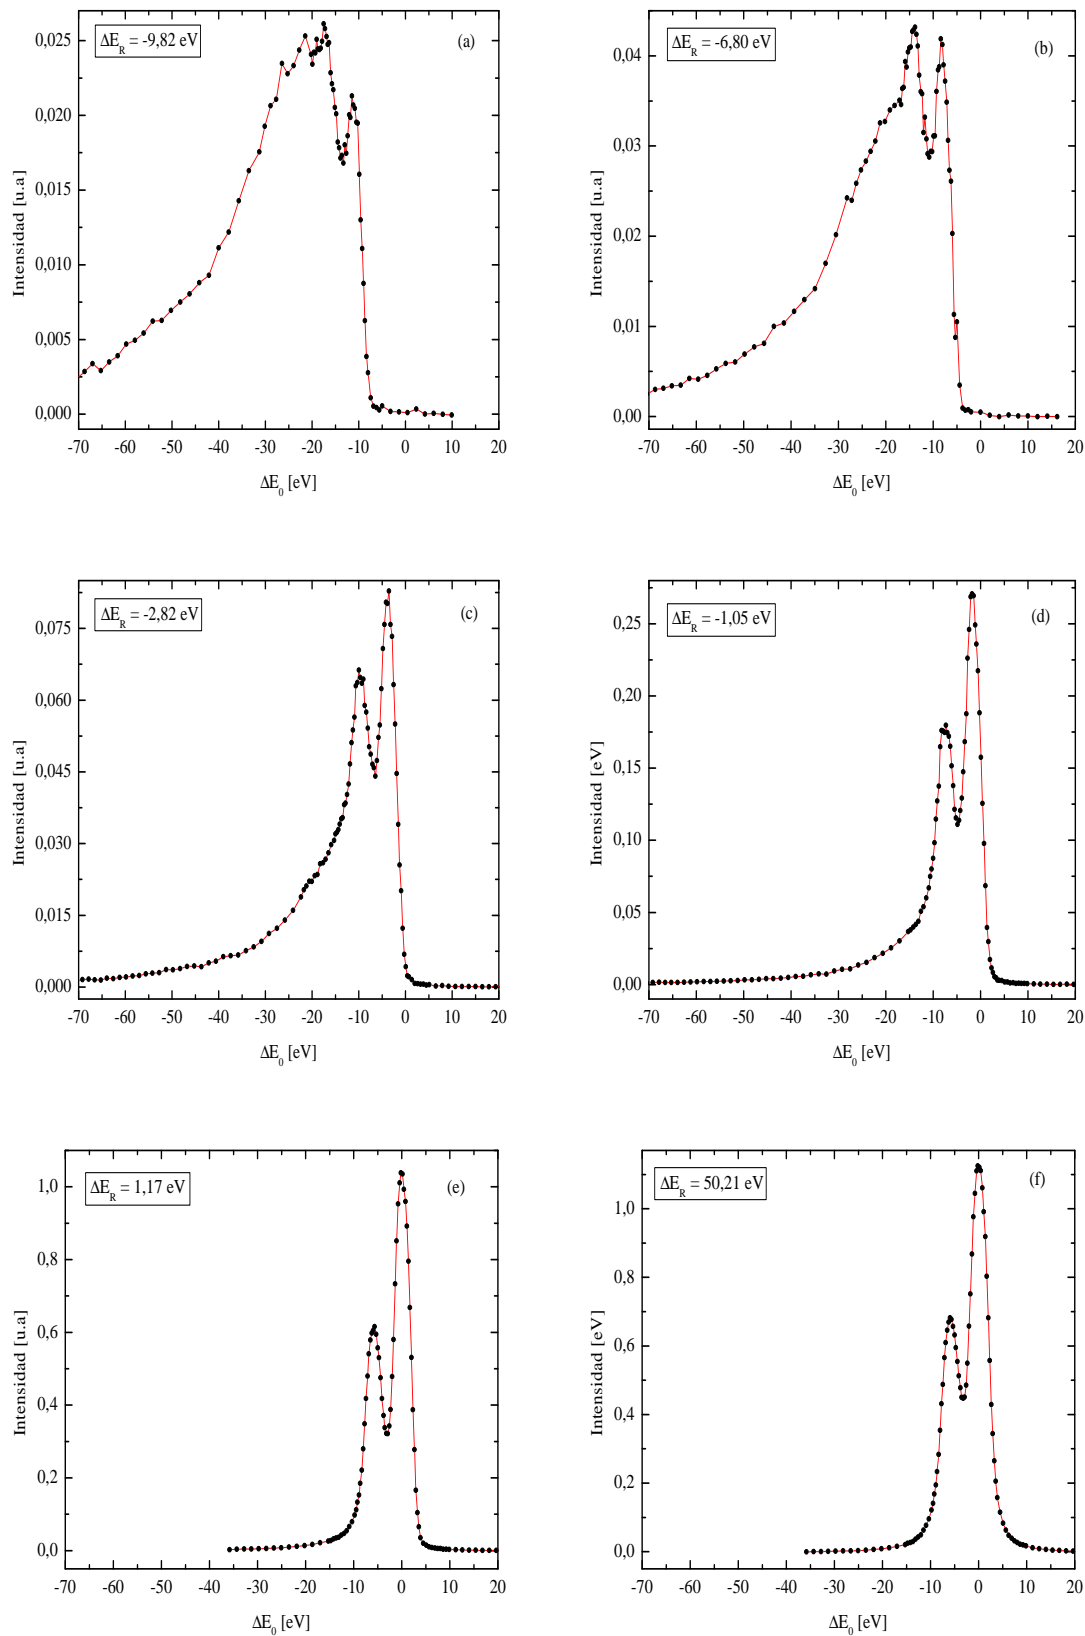 ΔE_R = -9,82 eV
(a)
Intensidad [u.a]
0,025
0,020
0,015
0,010
0,005
0,000
-70 -60 -50 -40 -30 -20 -10 0 10 20
ΔE_0 [eV]
ΔE_R = -6,80 eV
(b)
Intensidad [u.a]
0,04
0,03
0,02
0,01
0,00
-70 -60 -50 -40 -30 -20 -10 0 10 20
ΔE_0 [eV]
ΔE_R = -2,82 eV
(c)
Intensidad [u.a]
0,075
0,060
0,045
0,030
0,015
0,000
-70 -60 -50 -40 -30 -20 -10 0 10 20
ΔE_0 [eV]
ΔE_R = -1,05 eV
(d)
Intensidad [eV]
0,25
0,20
0,15
0,10
0,05
0,00
-70 -60 -50 -40 -30 -20 -10 0 10 20
ΔE_0 [eV]
ΔE_R = 1,17 eV
(e)
Intensidad [u.a]
1,0
0,8
0,6
0,4
0,2
0,0
-70 -60 -50 -40 -30 -20 -10 0 10 20
ΔE_0 [eV]
ΔE_R = 50,21 eV
(f)
Intensidad [eV]
1,0
0,8
0,6
0,4
0,2
0,0
-70 -60 -50 -40 -30 -20 -10 0 10 20
ΔE_0 [eV]